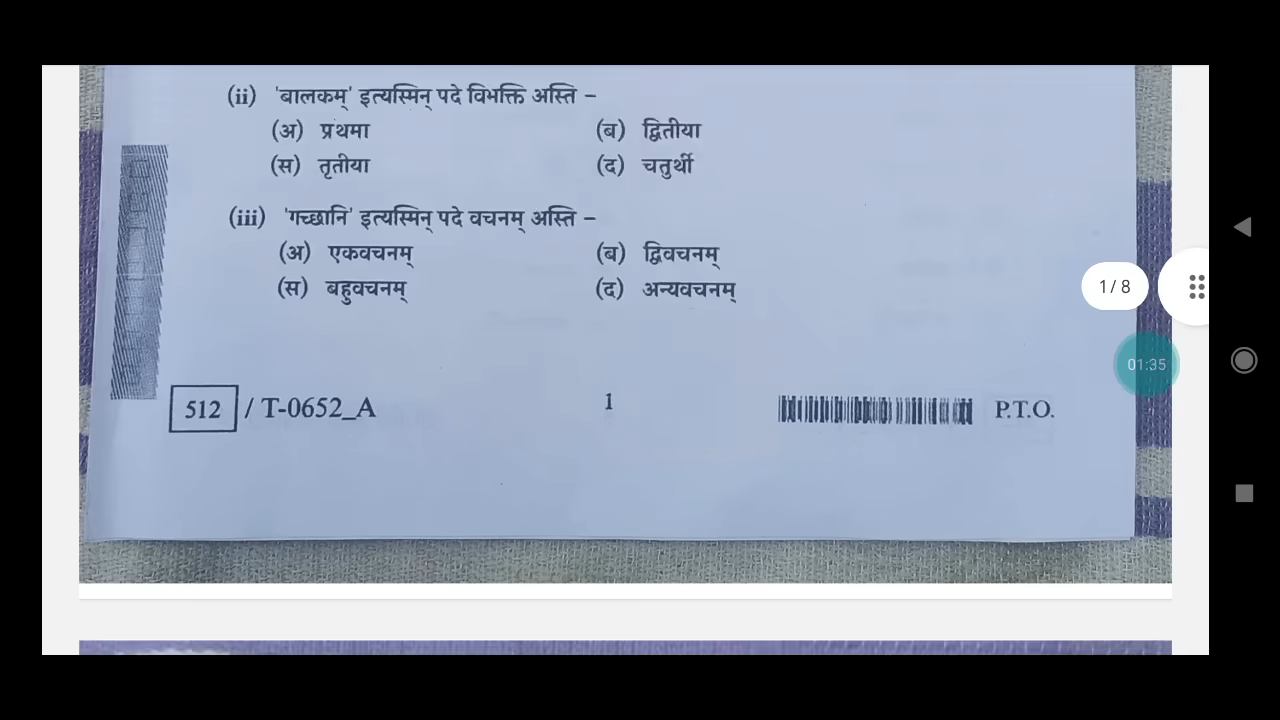 (ii) 'बालकम्' इत्यस्मिन् पदे विभक्ति अस्ति –
(अ) प्रथमा (ब) द्वितीया
(स) तृतीया (द) चतुर्थी
(iii) 'गच्छानि' इत्यस्मिन् पदे वचनम् अस्ति –
(अ) एकवचनम् (ब) द्विवचनम्
(स) बहुवचनम् (द) अन्यवचनम्
1 / 8
01:35
512 / T-0652_A 1 P.T.O.